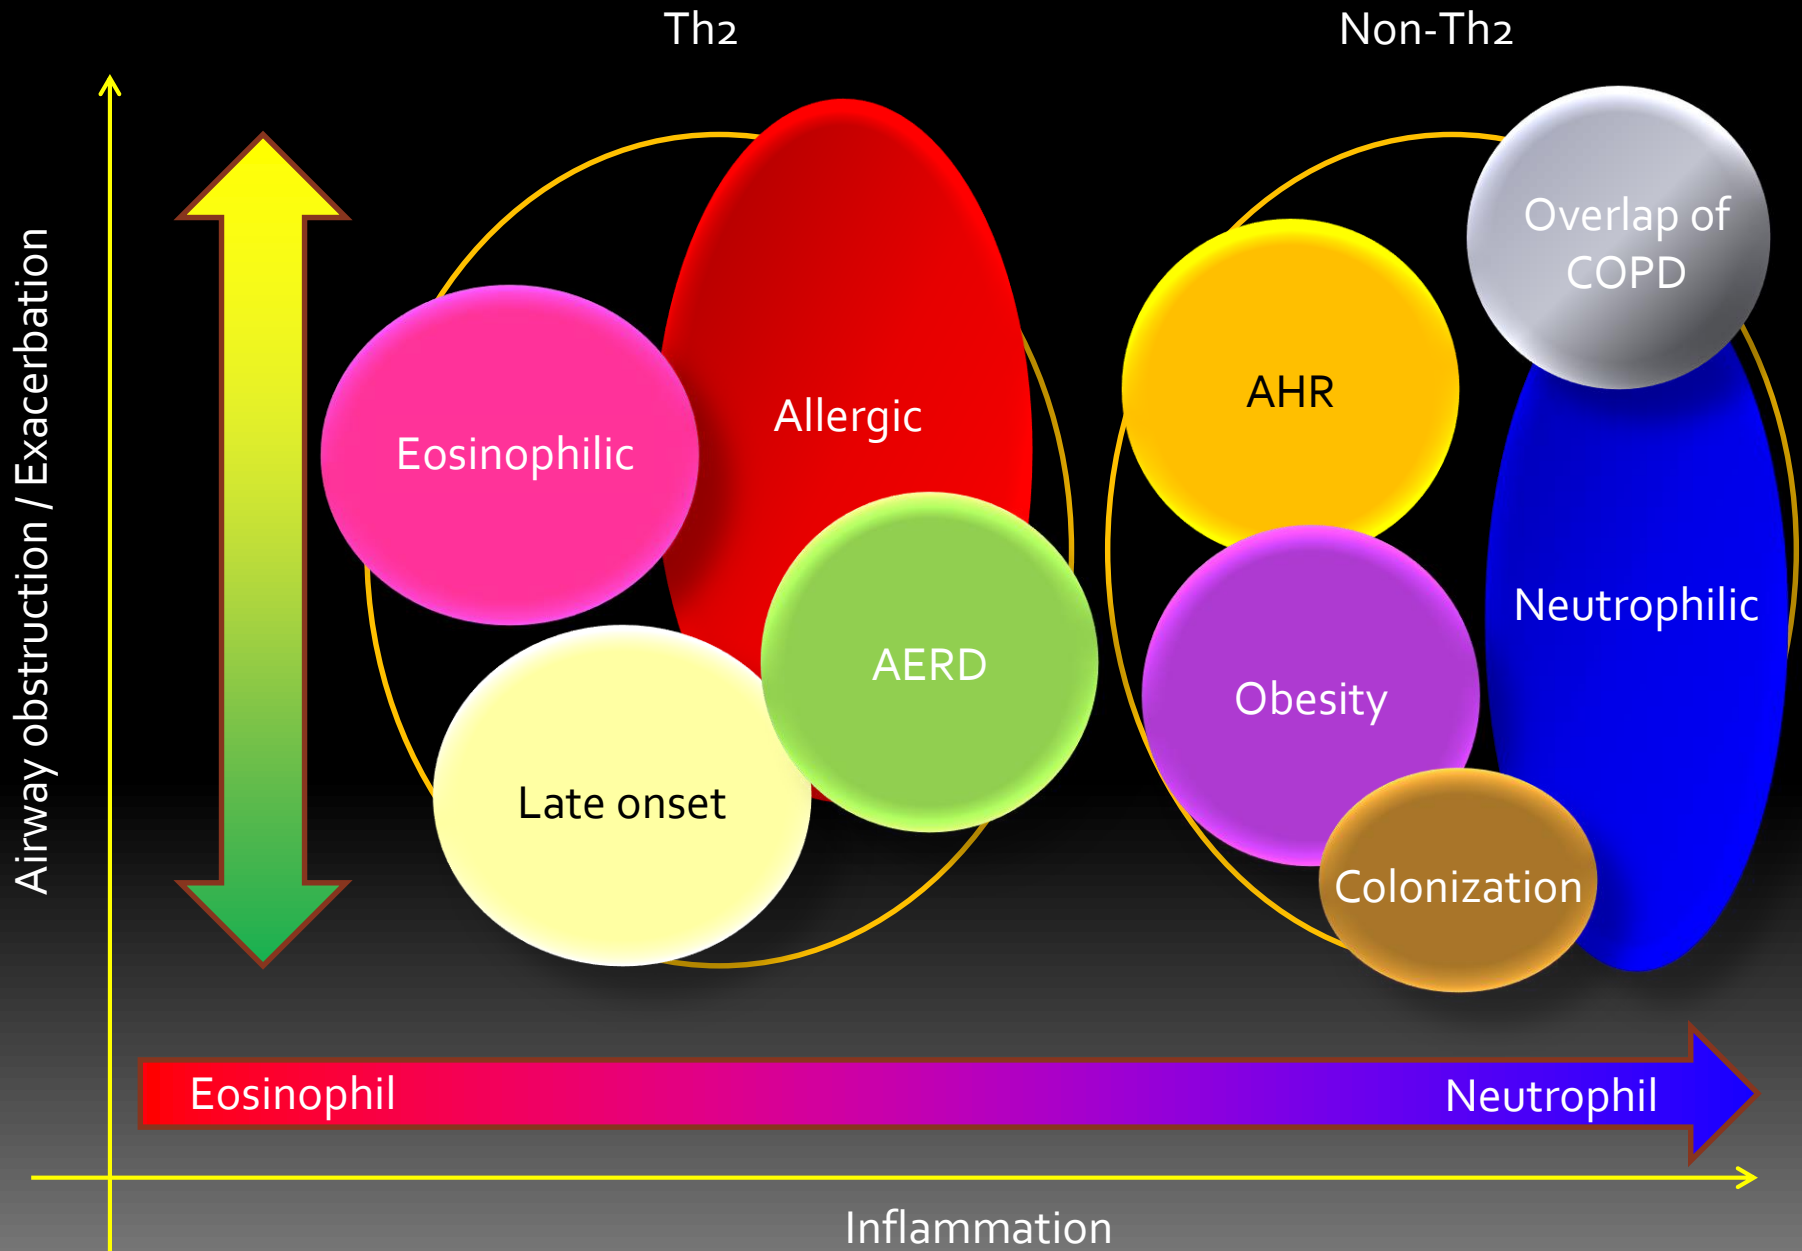 Th2
Non-Th2
Airway obstruction / Exacerbation
Overlap of
COPD
AHR
Allergic
Eosinophilic
Neutrophilic
AERD
Obesity
Late onset
Colonization
Eosinophil
Neutrophil
Inflammation